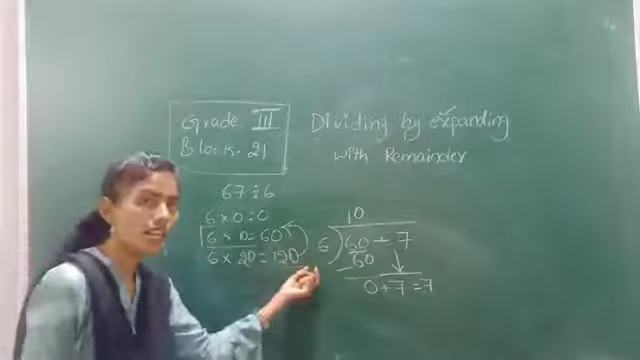 Grade III
Block- 21
Dividing by expanding
with Remainder
67÷6
6×0=0
6×10=60
6×20=120
10
6)60+7
-60
0+7=7